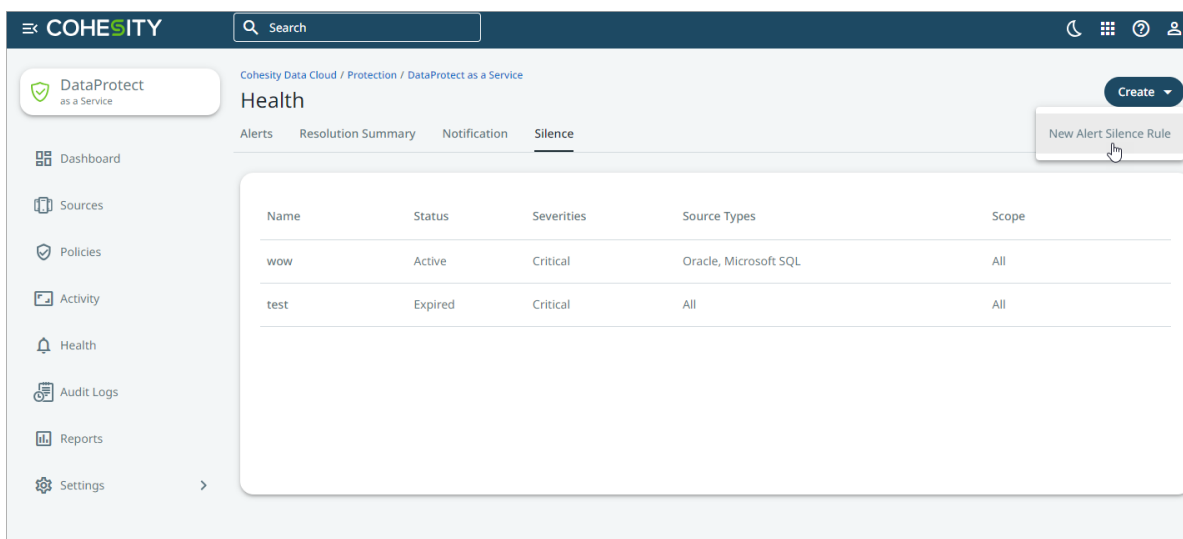 COHESITY
Search
DataProtect
as a Service
Cohesity Data Cloud / Protection / DataProtect as a Service
Health
Create
Alerts Resolution Summary Notification Silence
New Alert Silence Rule
Dashboard
Sources
Policies
Activity
Health
Audit Logs
Reports
Settings
Name Status Severities Source Types Scope
wow Active Critical Oracle, Microsoft SQL All
test Expired Critical All All